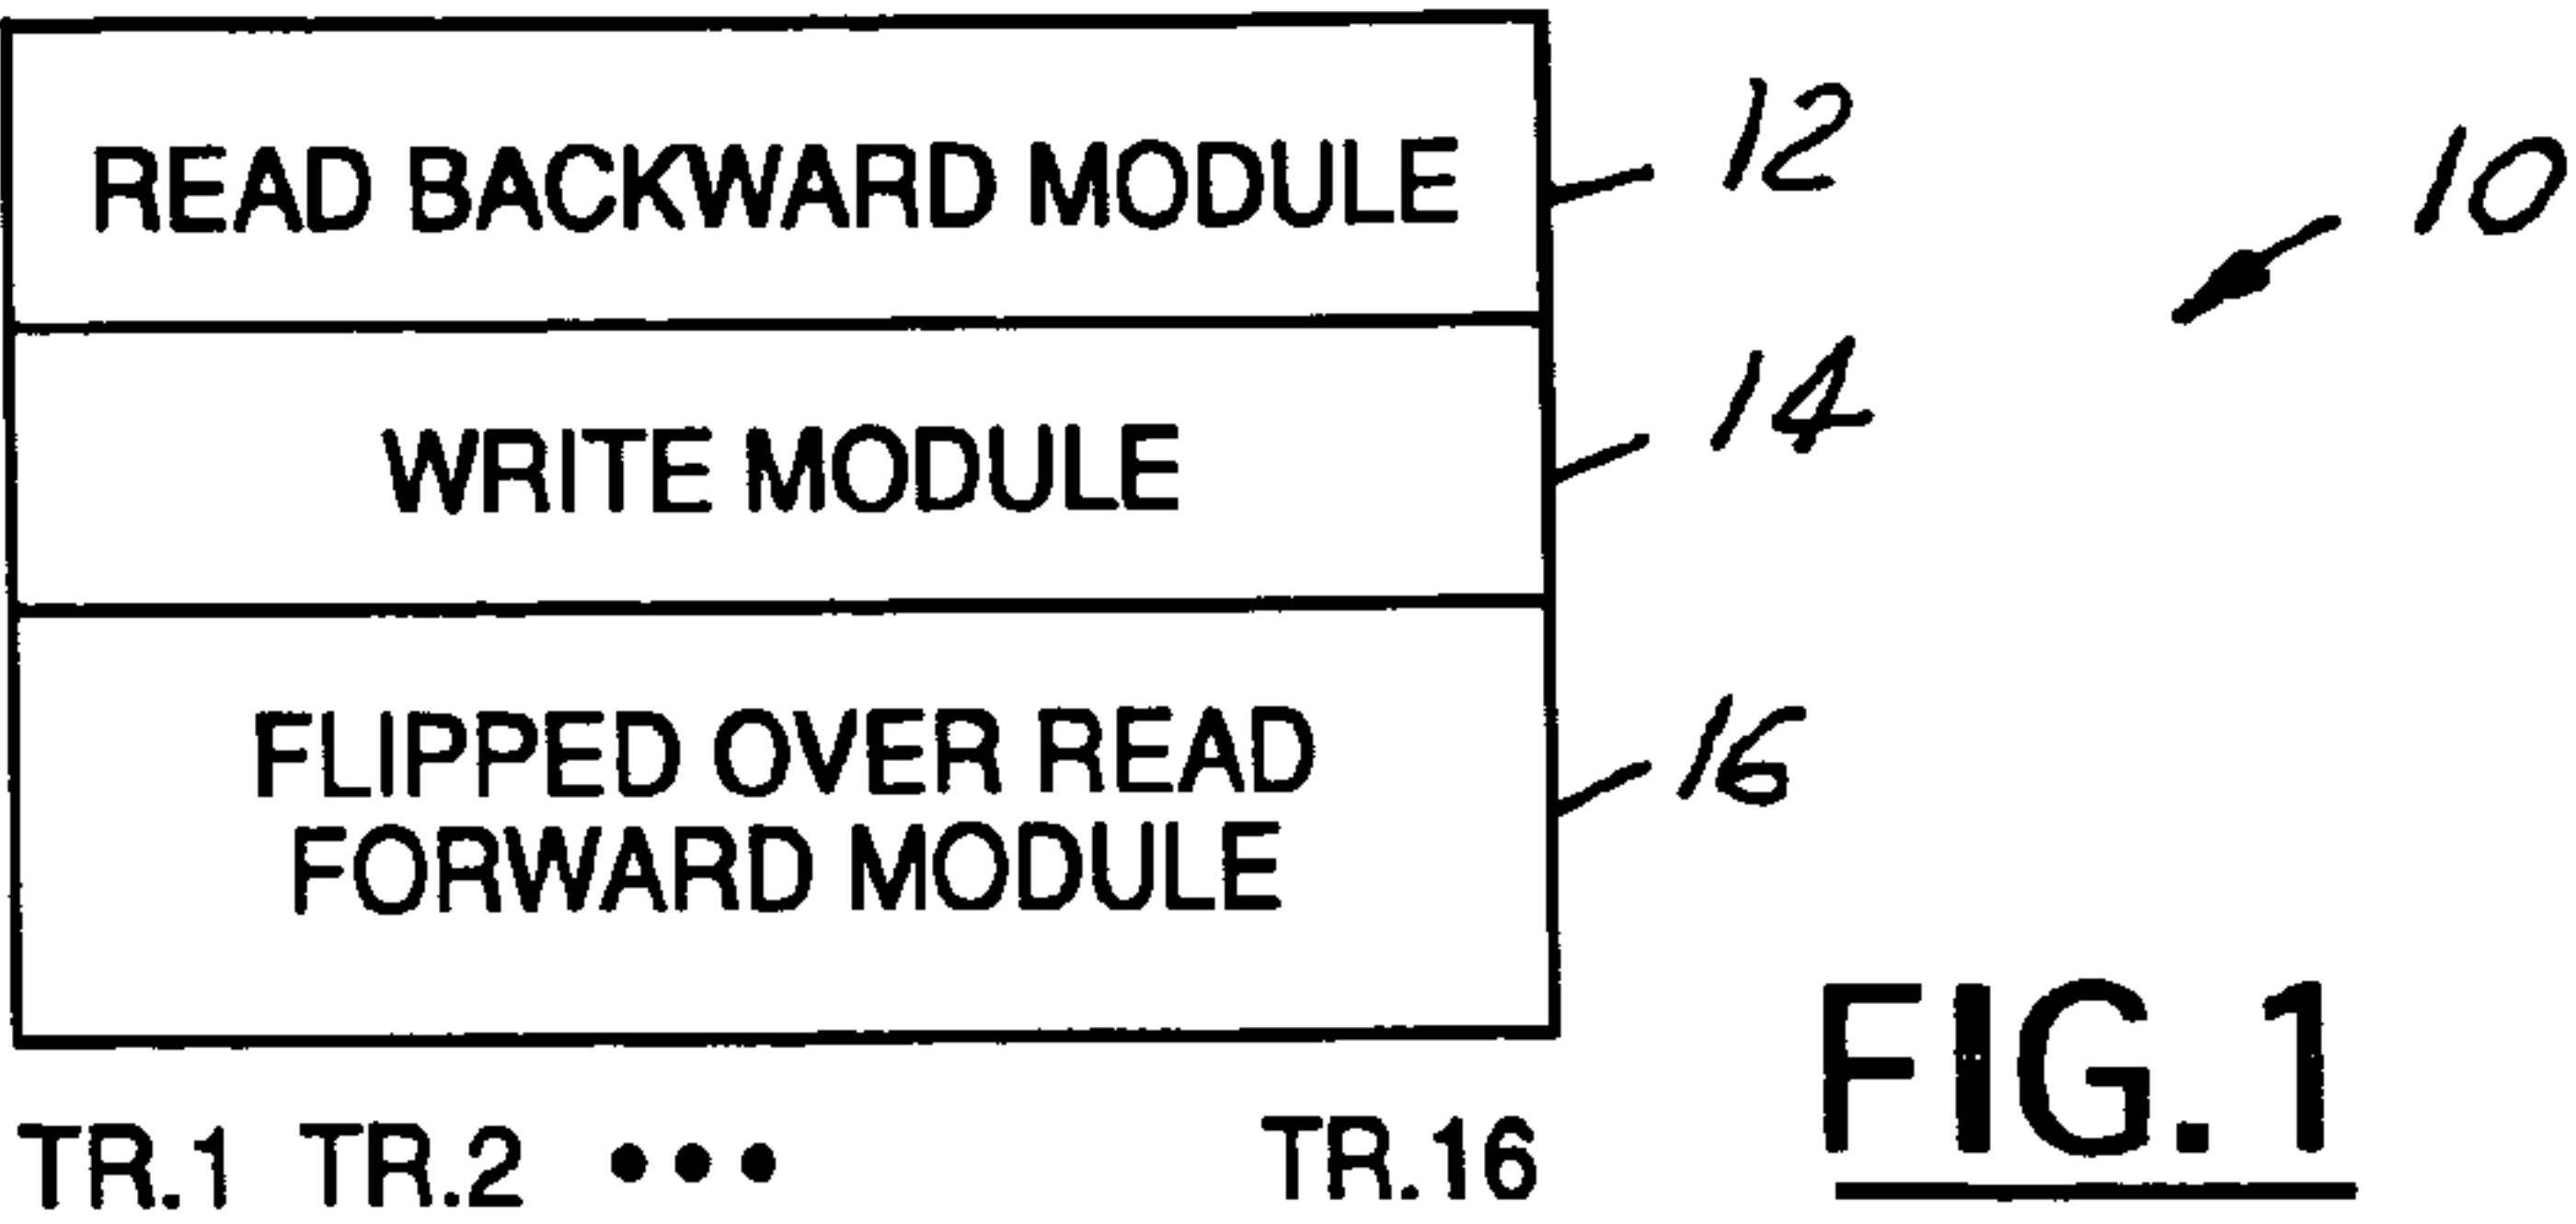 READ BACKWARD MODULE
12
10
WRITE MODULE
14
FLIPPED OVER READ
FORWARD MODULE
16
TR.1 TR.2 ••• TR.16
FIG.1